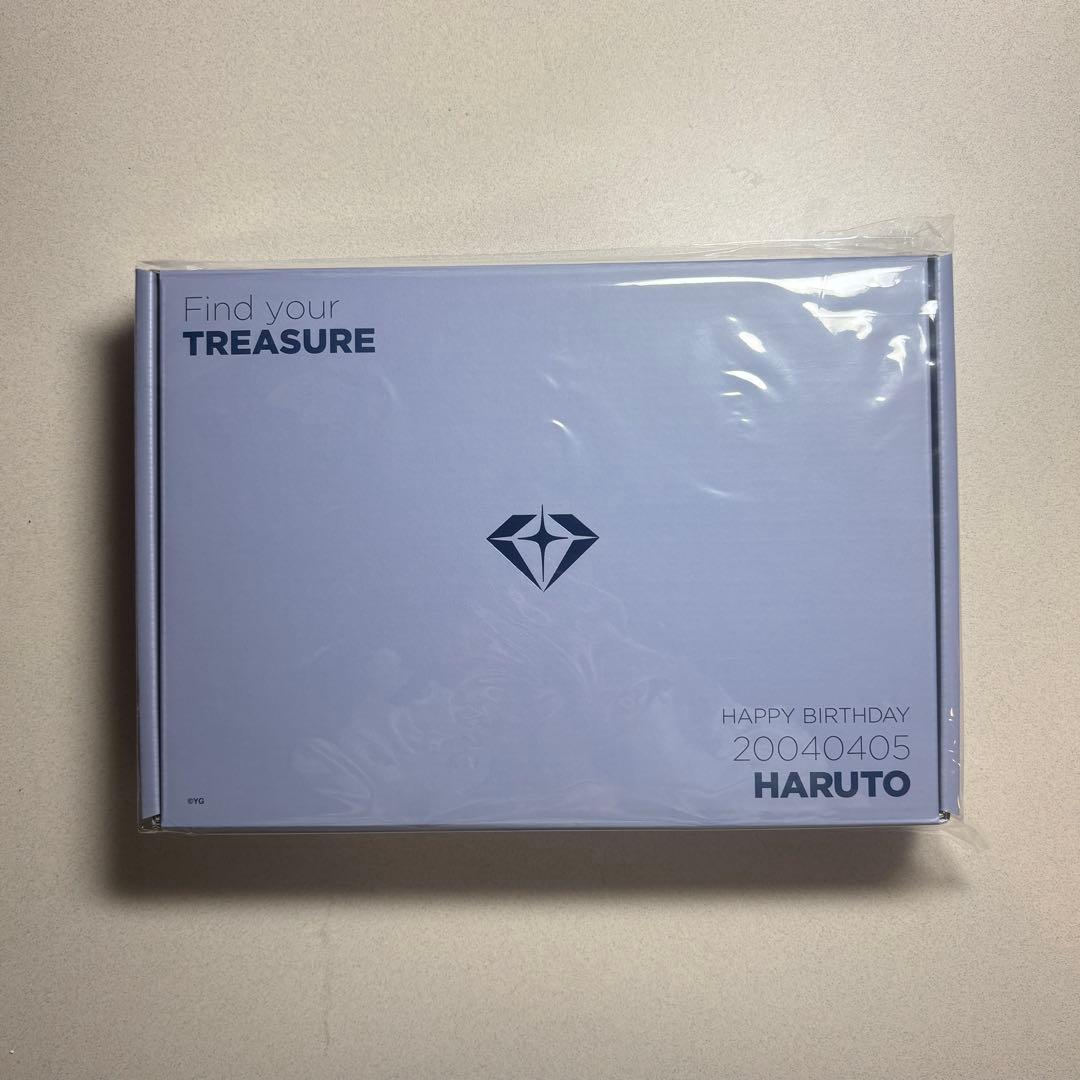 Find your
TREASURE
HAPPY BIRTHDAY
20040405
HARUTO
©YG